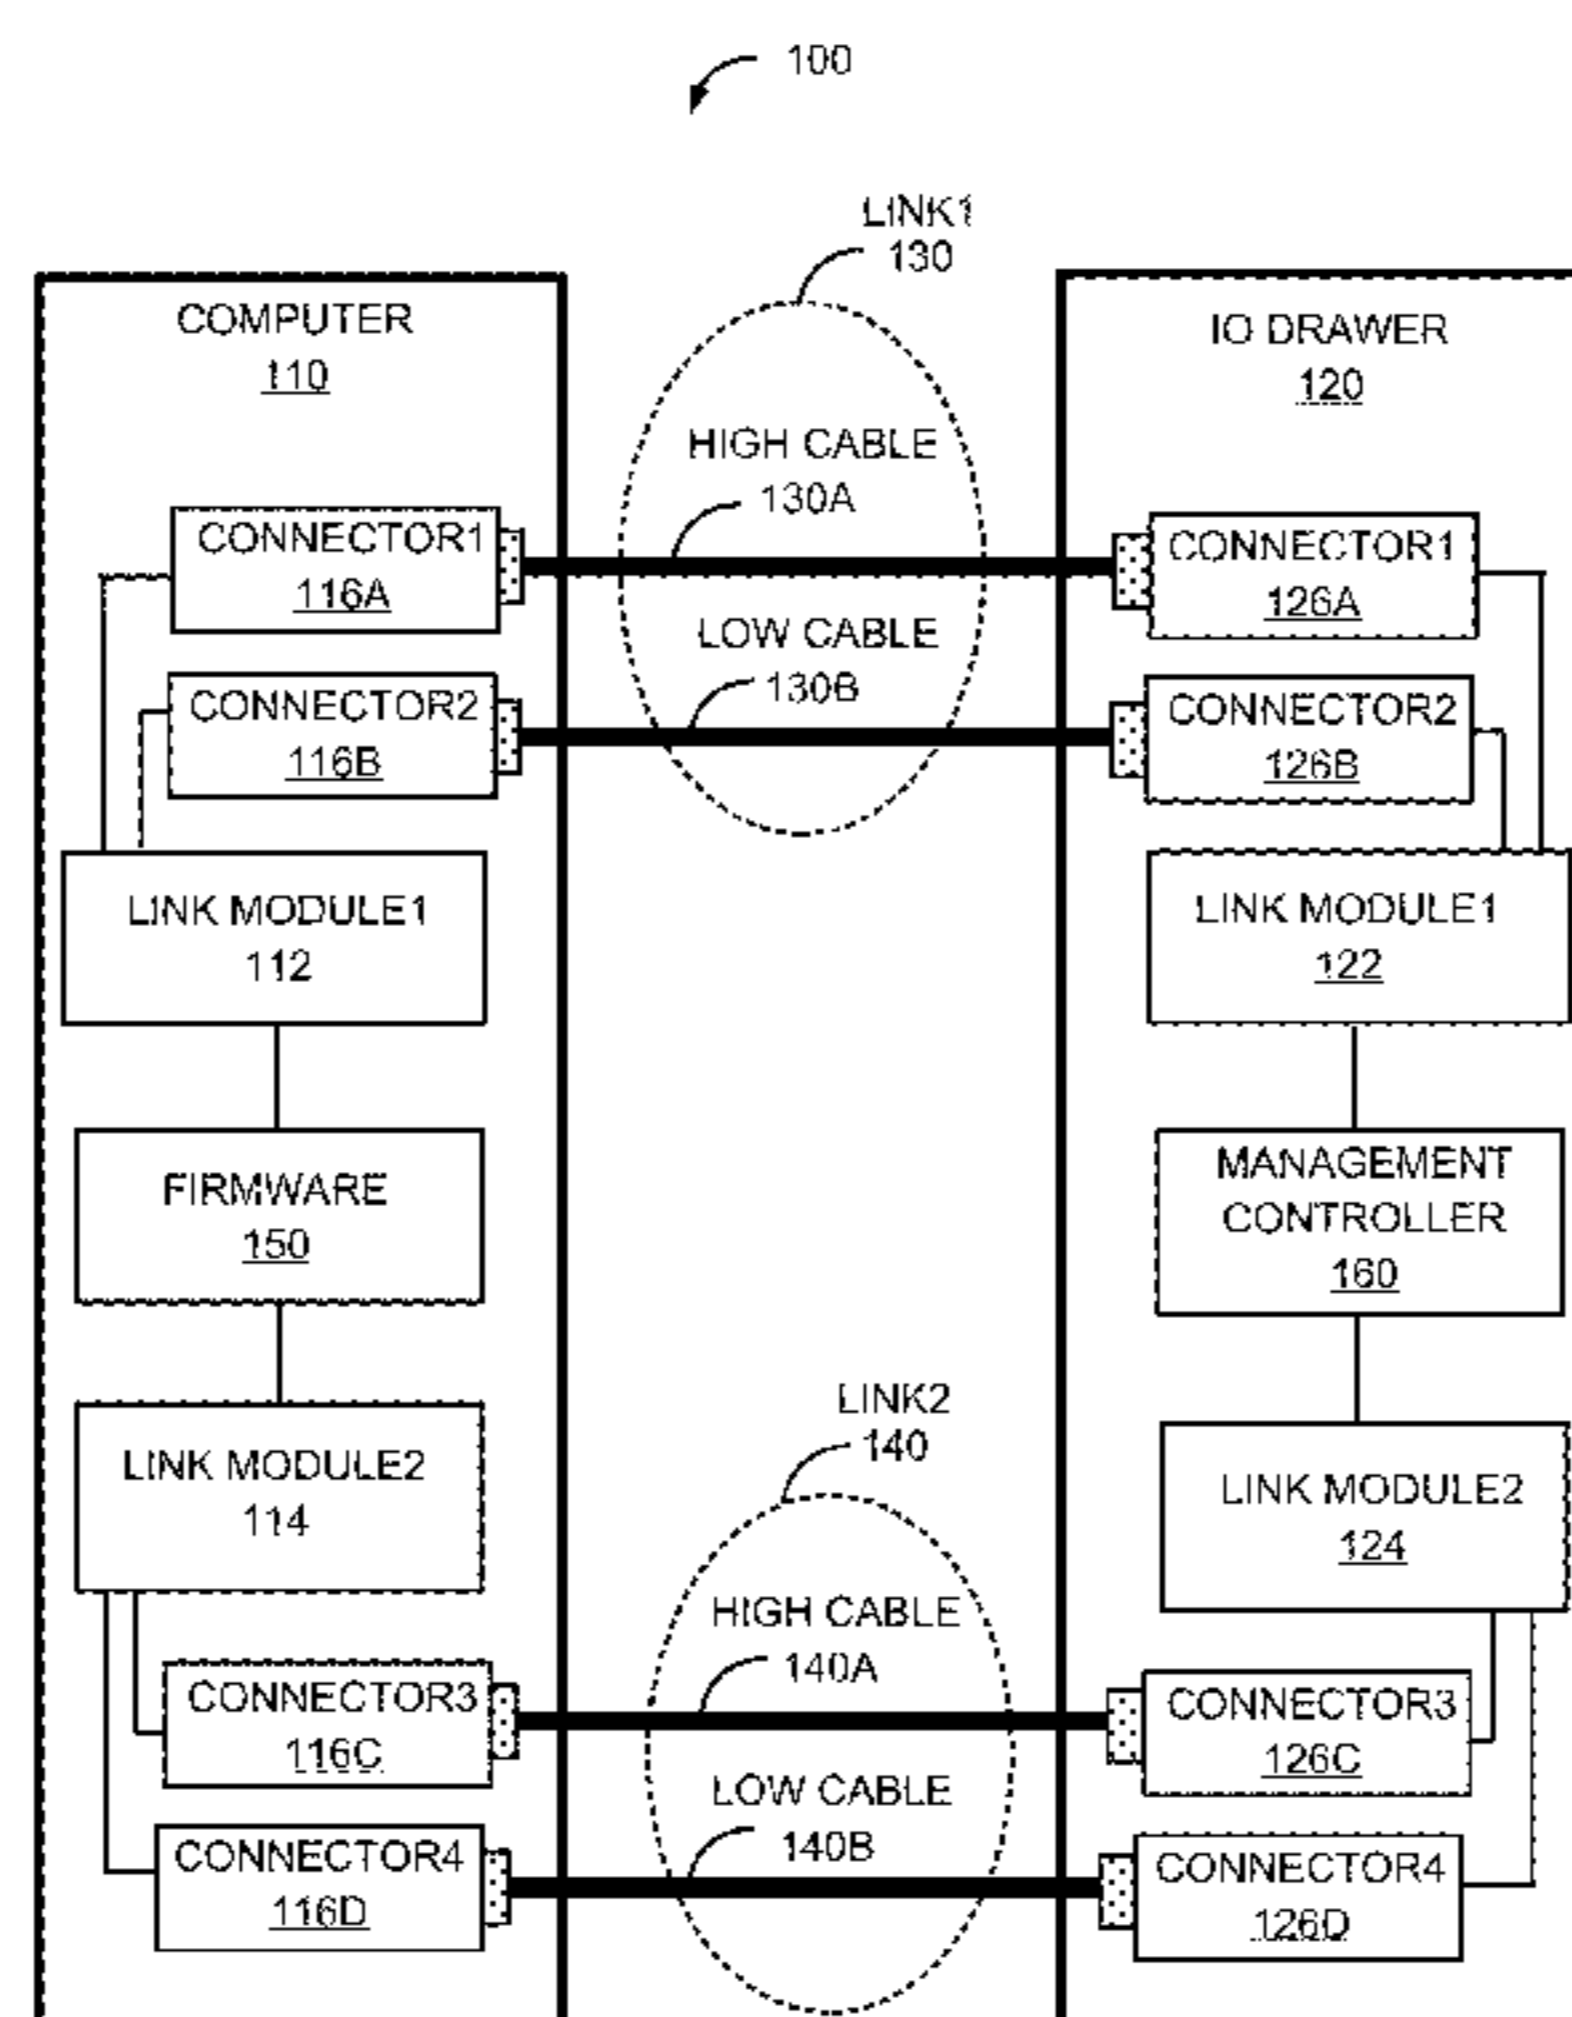 100
LINK1
130
COMPUTER
110
IO DRAWER
120
HIGH CABLE
130A
CONNECTOR1
116A
CONNECTOR1
126A
LOW CABLE
130B
CONNECTOR2
116B
CONNECTOR2
126B
LINK MODULE1
112
LINK MODULE1
122
FIRMWARE
150
MANAGEMENT
CONTROLLER
160
LINK2
140
LINK MODULE2
114
LINK MODULE2
124
HIGH CABLE
140A
CONNECTOR3
116C
CONNECTOR3
126C
LOW CABLE
140B
CONNECTOR4
116D
CONNECTOR4
126D